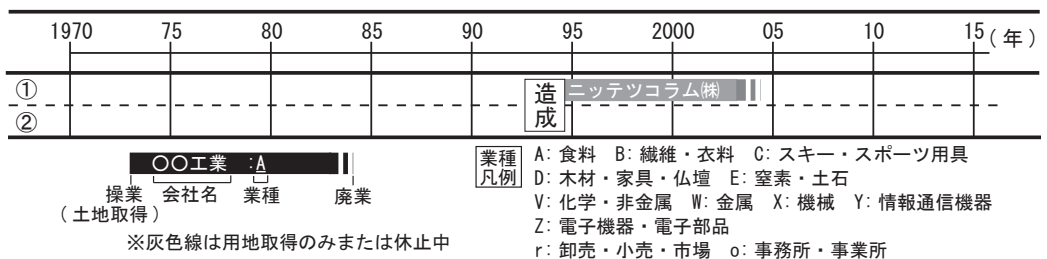 1970 75 80 85 90 95 2000 05 10 15 (年)
① 造成 ニッテツコラム㈱
②
〇〇工業 :A
操業 会社名 業種 廃業
(土地取得)
※灰色線は用地取得のみまたは休止中
業種凡例
A: 食料 B: 繊維・衣料 C: スキー・スポーツ用具
D: 木材・家具・仏壇 E: 窒素・土石
V: 化学・非金属 W: 金属 X: 機械 Y: 情報通信機器
Z: 電子機器・電子部品
r: 卸売・小売・市場 o: 事務所・事業所